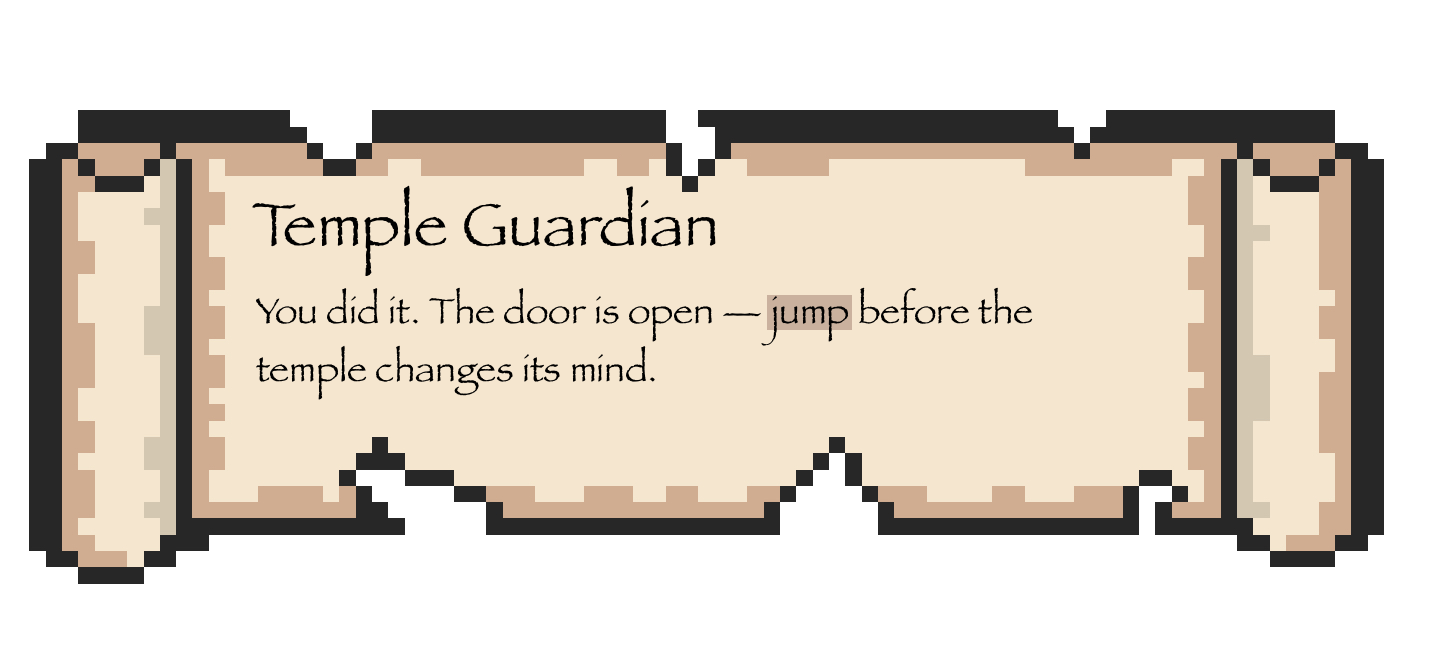 Temple Guardian
You did it. The door is open — jump before the
temple changes its mind.